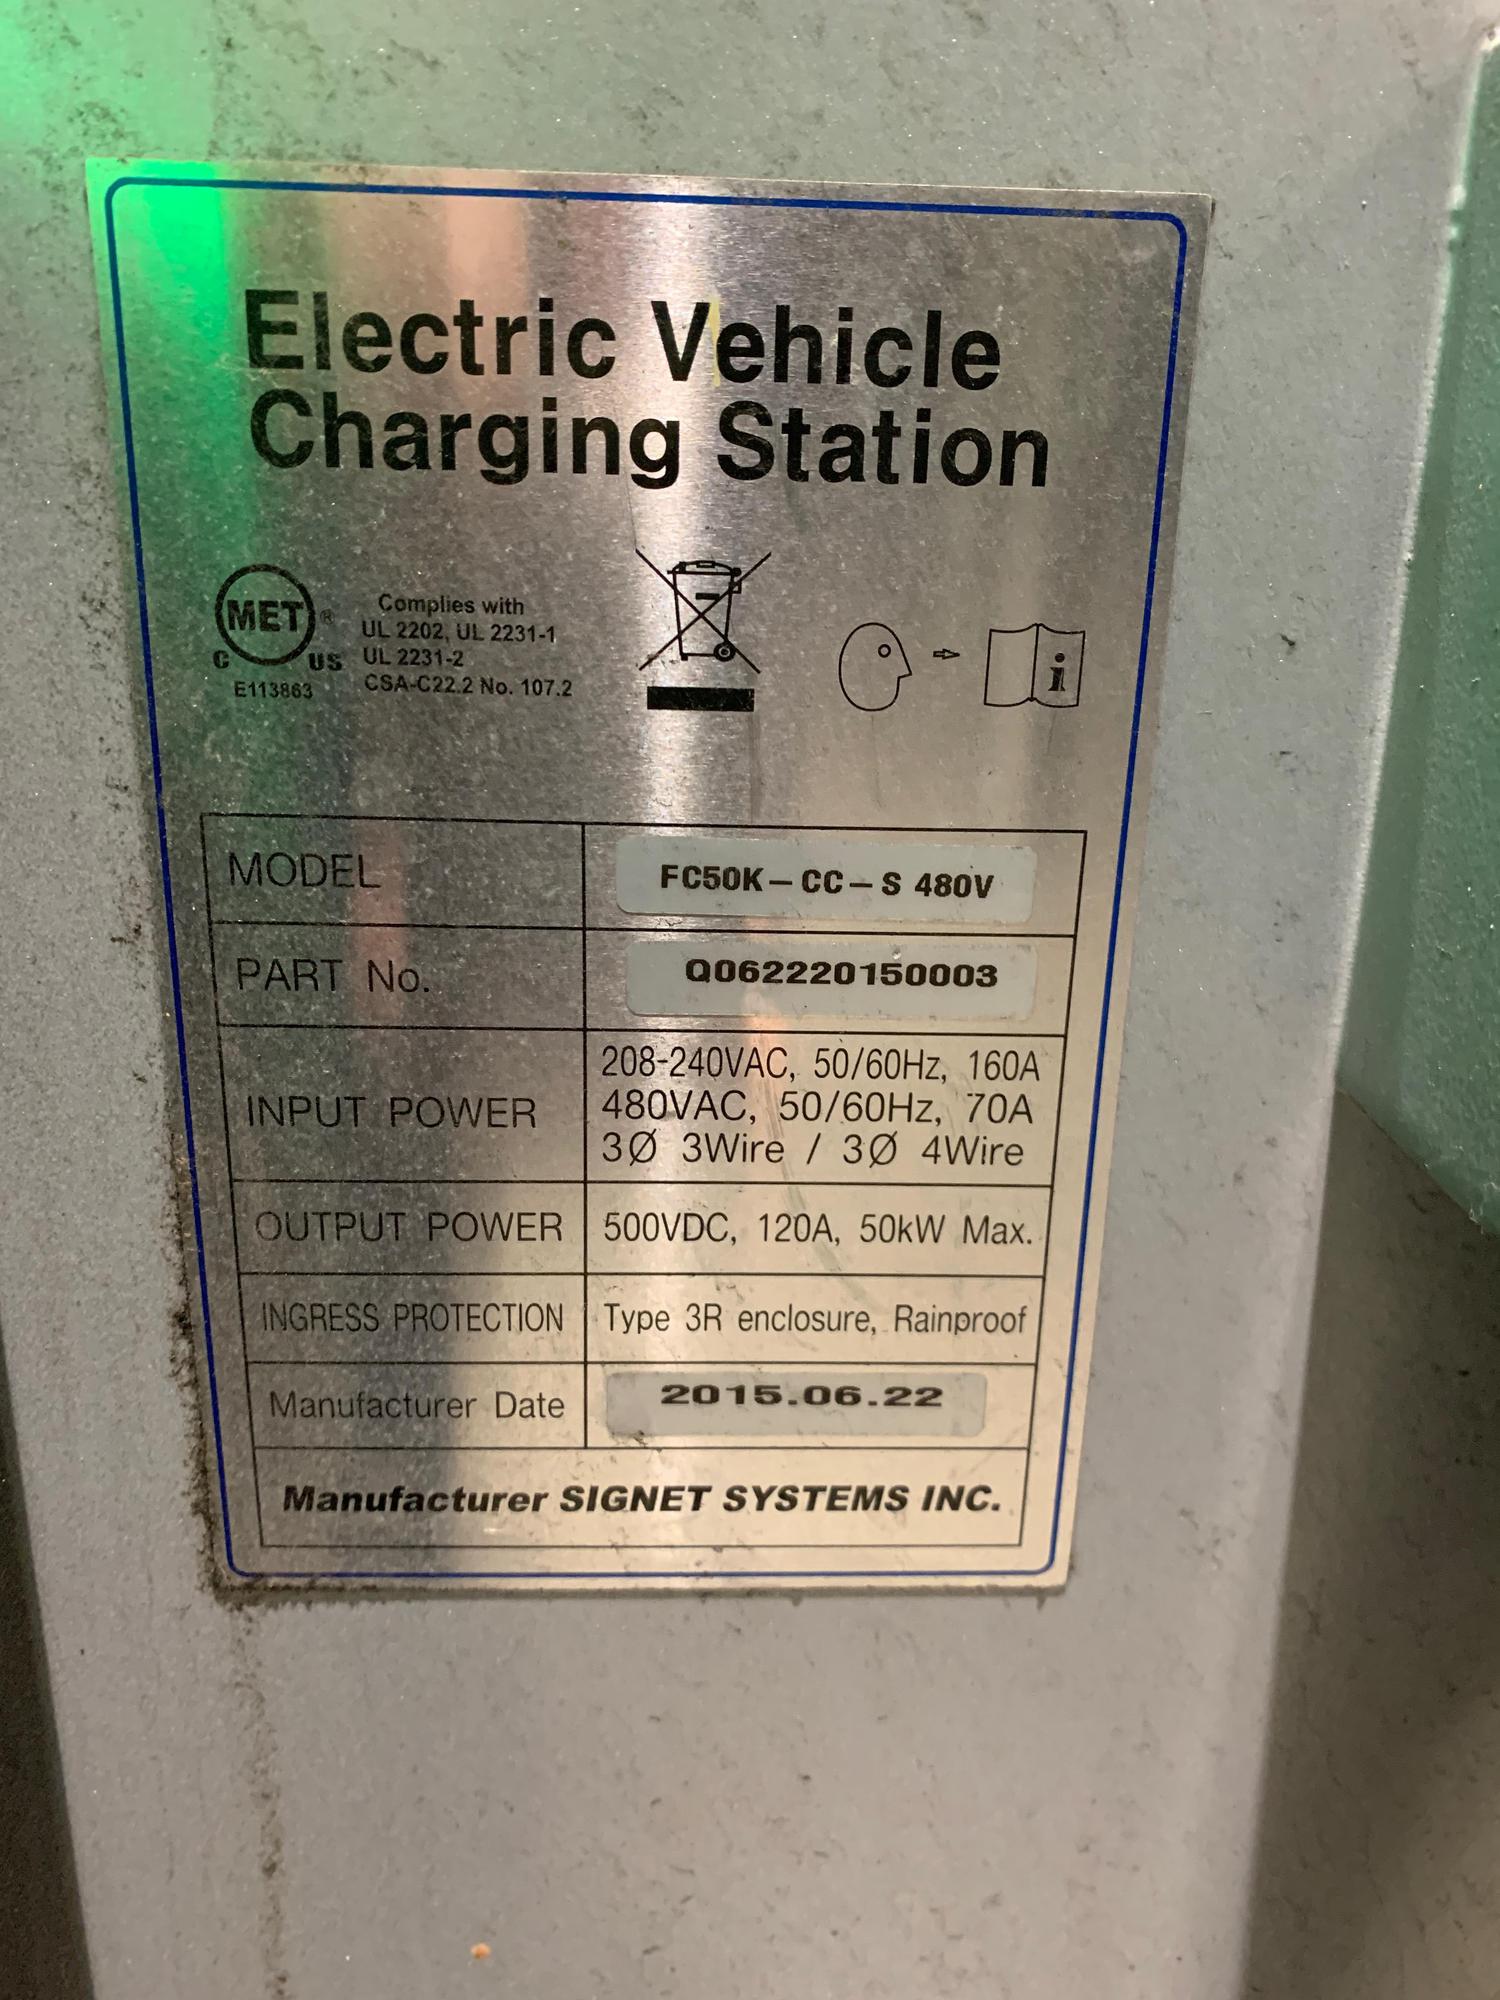 Electric Vehicle
Charging Station
MET®
C US
E113863
Complies with
UL 2202, UL 2231-1
UL 2231-2
CSA-C22.2 No. 107.2
i
MODEL FC50K-CC-S 480V
PART No. Q062220150003
INPUT POWER
208-240VAC, 50/60Hz, 160A
480VAC, 50/60Hz, 70A
3Ø 3Wire / 3Ø 4Wire
OUTPUT POWER 500VDC, 120A, 50kW Max.
INGRESS PROTECTION Type 3R enclosure, Rainproof
Manufacturer Date 2015.06.22
Manufacturer SIGNET SYSTEMS INC.